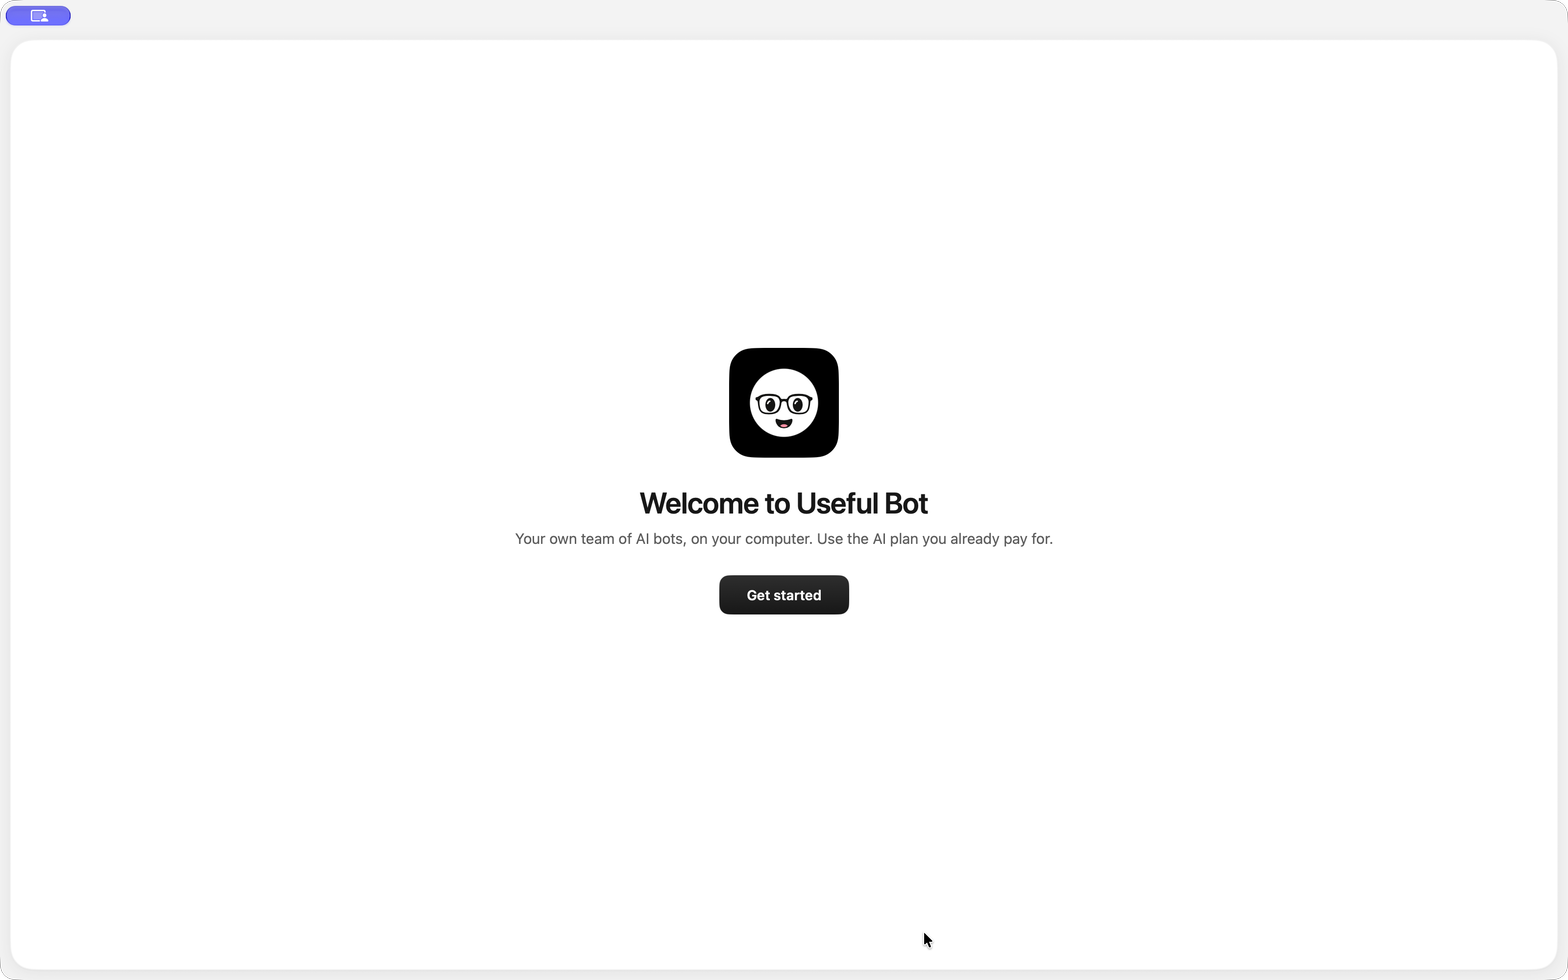 Welcome to Useful Bot
Your own team of AI bots, on your computer. Use the AI plan you already pay for.
Get started